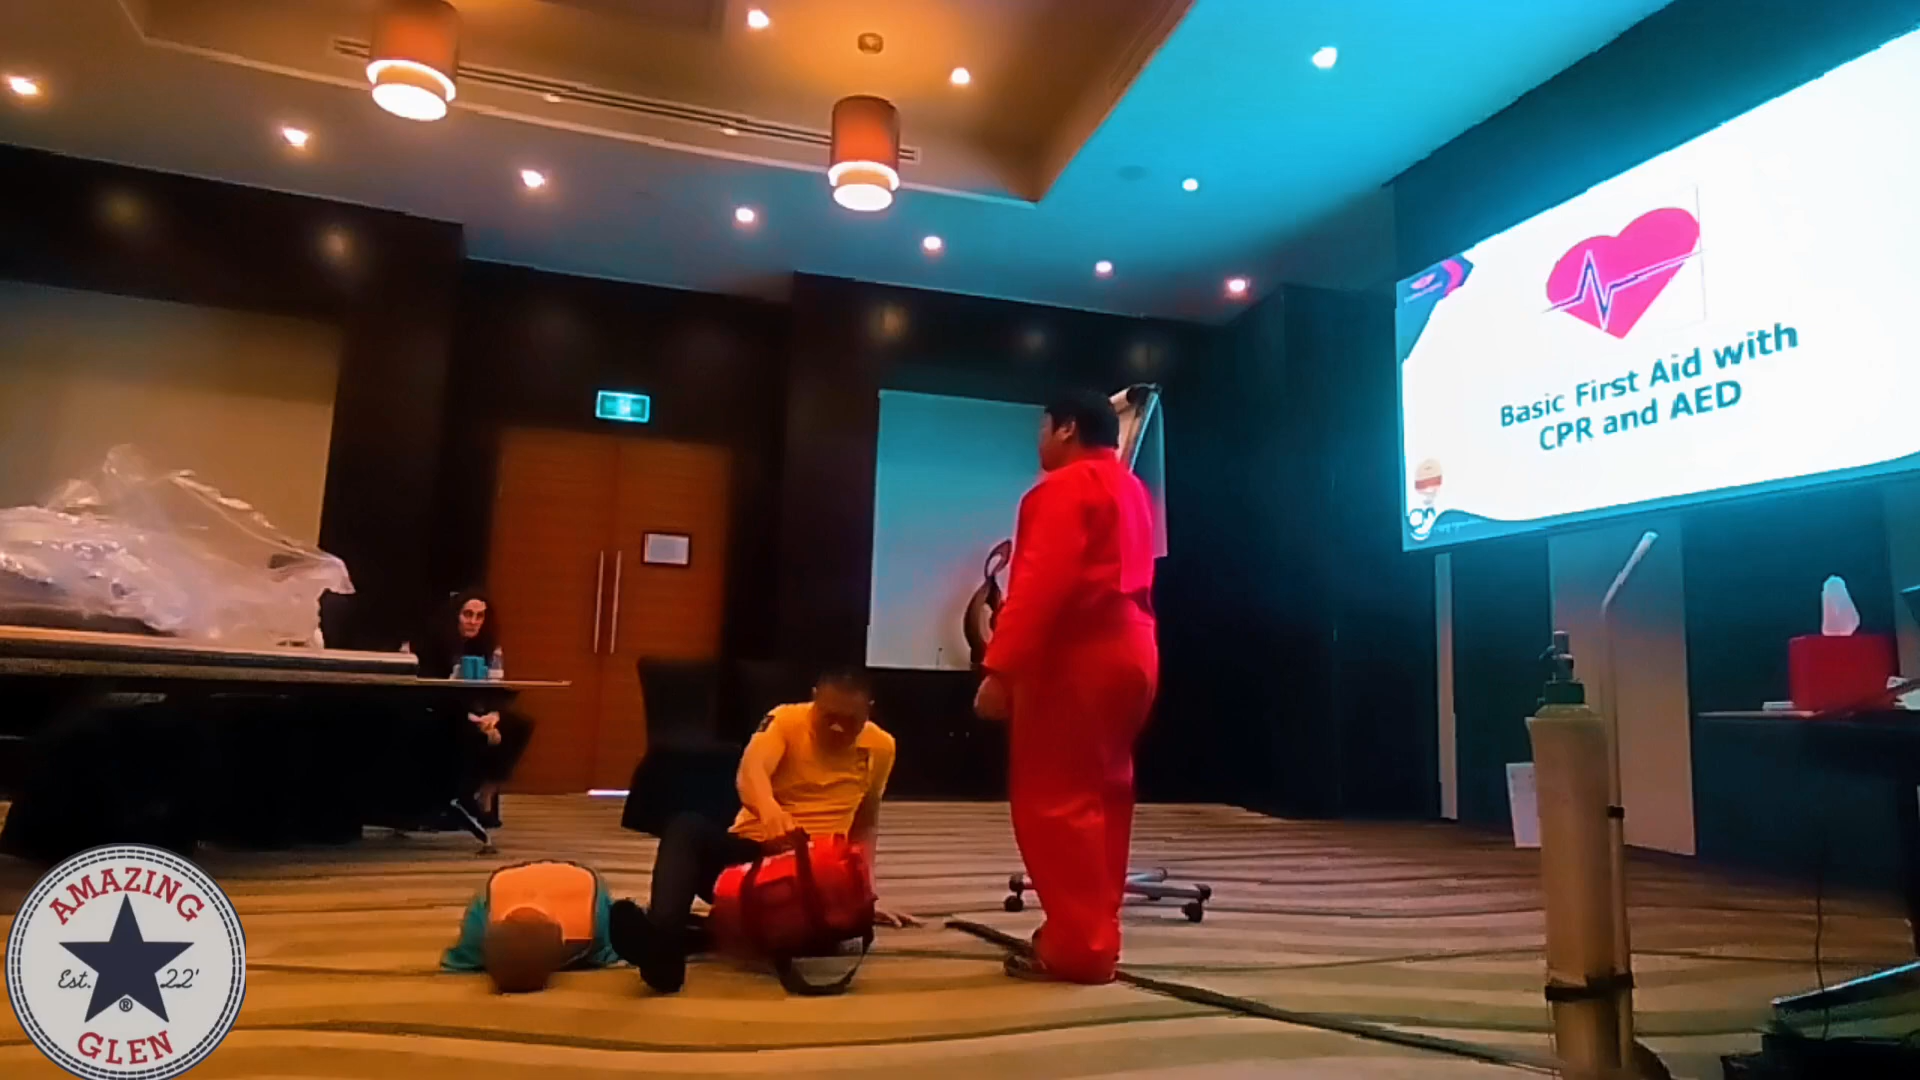 Basic First Aid with
CPR and AED
AMAZING
Est. 22'
®
GLEN